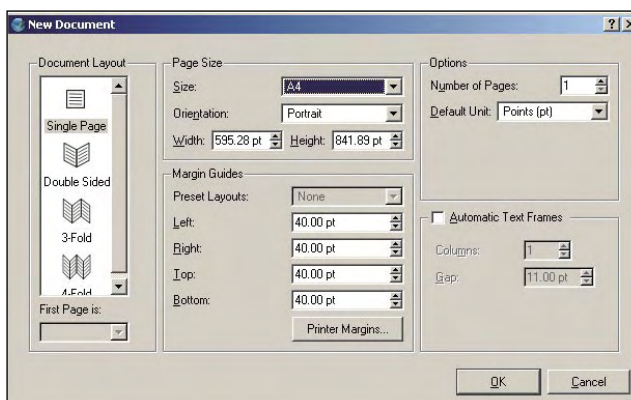 New Document
Document Layout
Single Page
Double Sided
3-Fold
4-Fold
First Page is:
Page Size
Size: A4
Orientation: Portrait
Width: 595.28 pt Height: 841.89 pt
Margin Guides
Preset Layouts: None
Left: 40.00 pt
Right: 40.00 pt
Top: 40.00 pt
Bottom: 40.00 pt
Printer Margins...
Options
Number of Pages: 1
Default Unit: Points (pt)
Automatic Text Frames
Columns: 1
Gap: 11.00 pt
OK Cancel